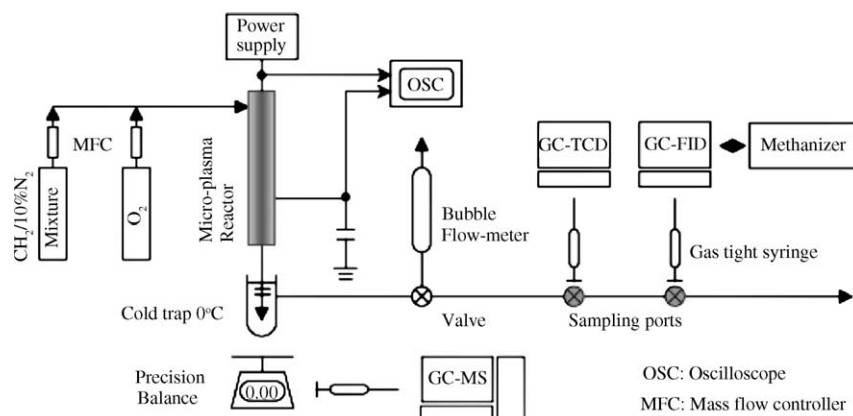 Power
supply
OSC
MFC
CH₂/10%N₂
Mixture
O₂
Micro-plasma
Reactor
GC-TCD
GC-FID
Methanizer
Bubble
Flow-meter
Gas tight syringe
Cold trap 0°C
Valve
Sampling ports
Precision
Balance
0.00
GC-MS
OSC: Oscilloscope
MFC: Mass flow controller